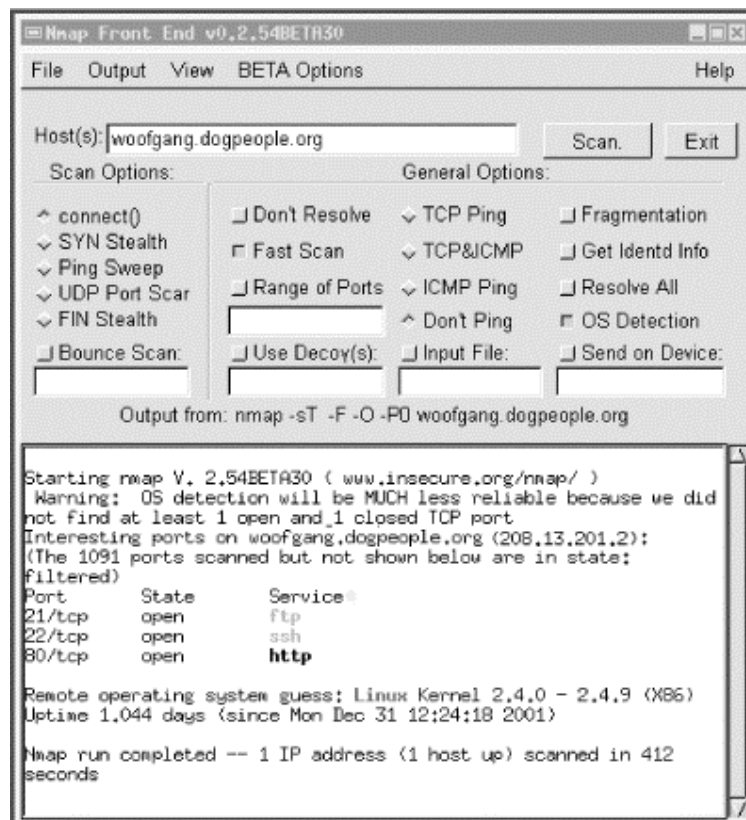 Nmap Front End v0.2.54BETA30
File Output View BETA Options Help
Host(s): woofgang.dogpeople.org Scan. Exit
Scan Options: General Options:
connect() Don't Resolve TCP Ping Fragmentation
SYN Stealth Fast Scan TCP&ICMP Get Identd Info
Ping Sweep Range of Ports ICMP Ping Resolve All
UDP Port Scar Don't Ping OS Detection
FIN Stealth
Bounce Scan: Use Decoy(s): Input File: Send on Device:
Output from: nmap -sT -F -O -P0 woofgang.dogpeople.org
Starting nmap V. 2.54BETA30 ( www.insecure.org/nmap/ )
Warning: OS detection will be MUCH less reliable because we did
not find at least 1 open and 1 closed TCP port
Interesting ports on woofgang.dogpeople.org (208.13.201.2):
(The 1091 ports scanned but not shown below are in state:
filtered)
Port State Service
21/tcp open ftp
22/tcp open ssh
80/tcp open http
Remote operating system guess: Linux Kernel 2.4.0 - 2.4.9 (X86)
Uptime 1.044 days (since Mon Dec 31 12:24:18 2001)
Nmap run completed -- 1 IP address (1 host up) scanned in 412
seconds